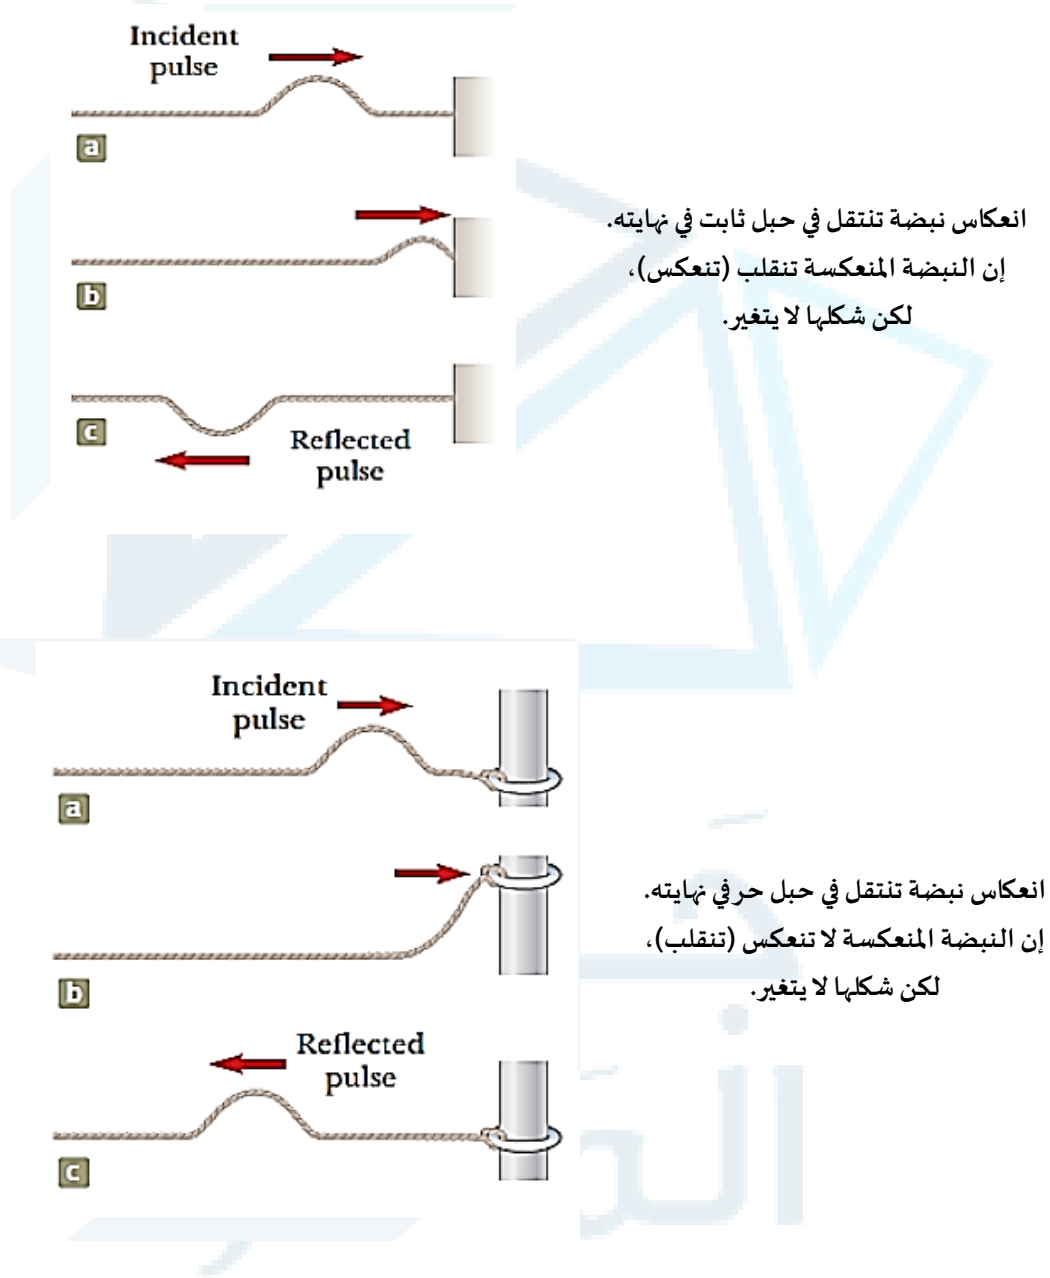 Incident
pulse
a
انعكاس نبضة تنتقل في حبل ثابت في نهايته.
إن النبضة المنعكسة تنقلب (تنعكس)،
لكن شكلها لا يتغير.
b
c
Reflected
pulse
Incident
pulse
a
انعكاس نبضة تنتقل في حبل حر في نهايته.
إن النبضة المنعكسة لا تنعكس (تنقلب)،
لكن شكلها لا يتغير.
b
Reflected
pulse
c